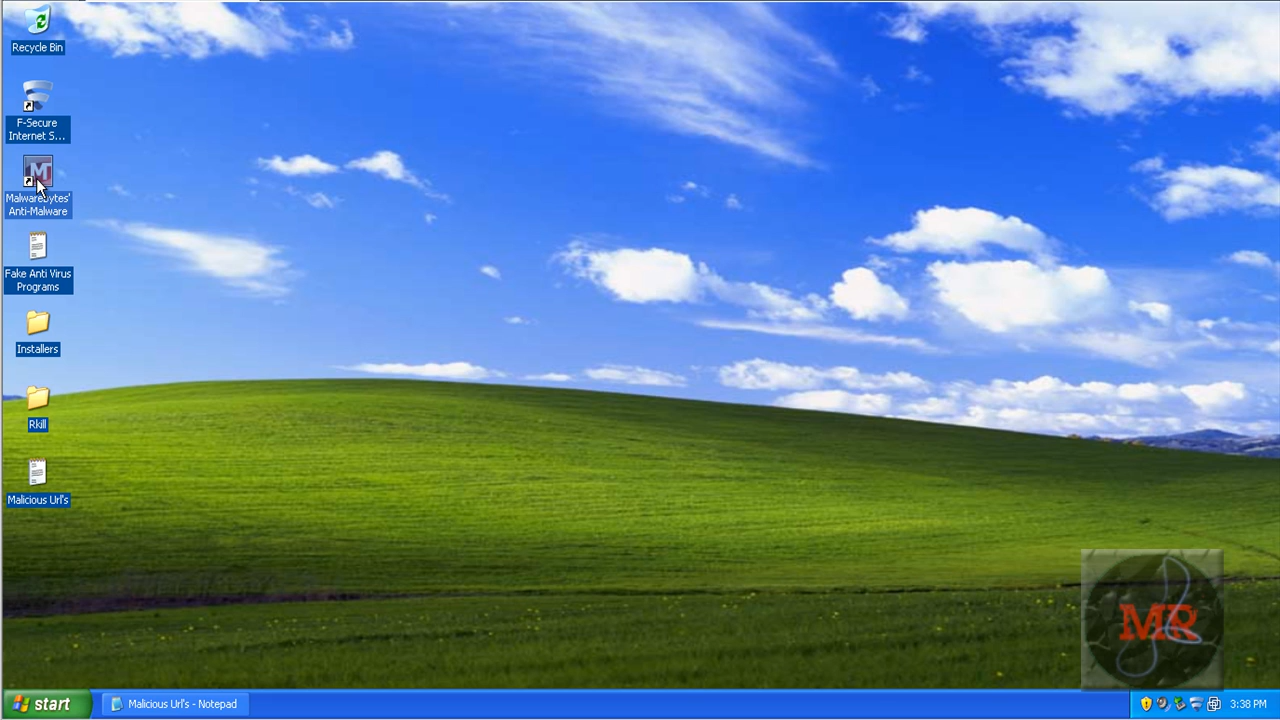 Recycle Bin
F-Secure
Internet S...
M
Malwarebytes'
Anti-Malware
Fake Anti Virus
Programs
Installers
Rkill
Malicious Url's
MR
start
Malicious Url's - Notepad
3:38 PM